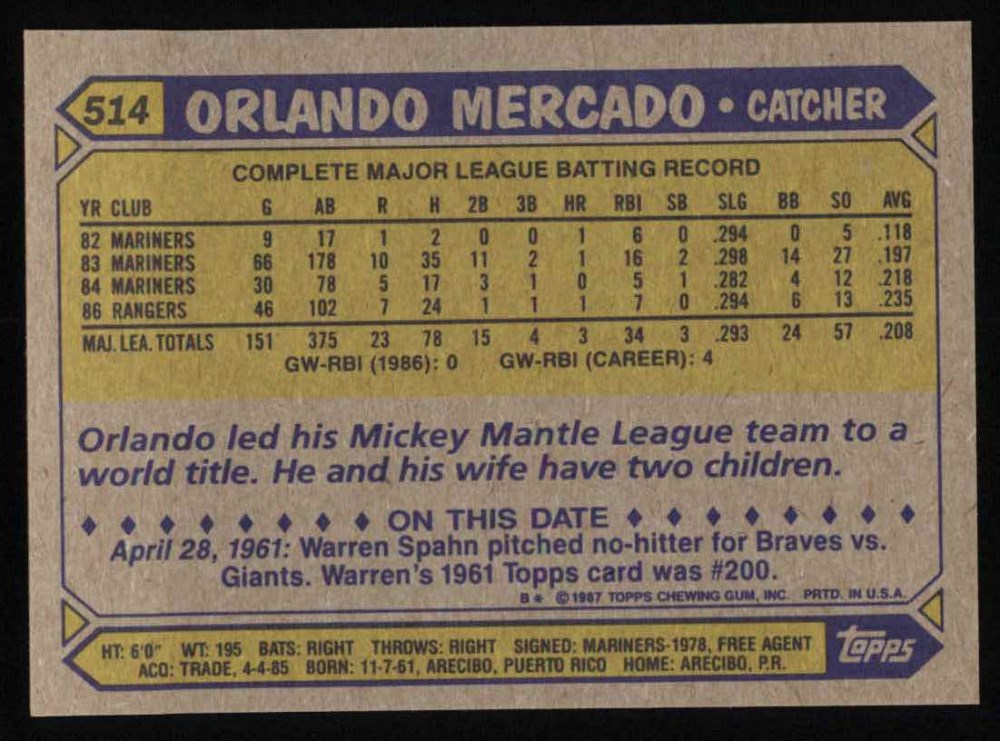 514 ORLANDO MERCADO • CATCHER
COMPLETE MAJOR LEAGUE BATTING RECORD
YR CLUB G AB R H 2B 3B HR RBI SB SLG BB SO AVG
82 MARINERS 9 17 1 2 0 0 1 6 0 .294 0 5 .118
83 MARINERS 66 178 10 35 11 2 1 16 2 .298 14 27 .197
84 MARINERS 30 78 5 17 3 1 0 5 1 .282 4 12 .218
86 RANGERS 46 102 7 24 1 1 1 7 0 .294 6 13 .235
MAJ. LEA. TOTALS 151 375 23 78 15 4 3 34 3 .293 24 57 .208
GW-RBI (1986): 0 GW-RBI (CAREER): 4
Orlando led his Mickey Mantle League team to a
world title. He and his wife have two children.
ON THIS DATE
April 28, 1961: Warren Spahn pitched no-hitter for Braves vs.
Giants. Warren's 1961 Topps card was #200.
B* © 1987 TOPPS CHEWING GUM, INC. PRTD. IN U.S.A.
HT: 6'0" WT: 195 BATS: RIGHT THROWS: RIGHT SIGNED: MARINERS-1978, FREE AGENT
ACQ: TRADE, 4-4-85 BORN: 11-7-61, ARECIBO, PUERTO RICO HOME: ARECIBO, P.R.
topps